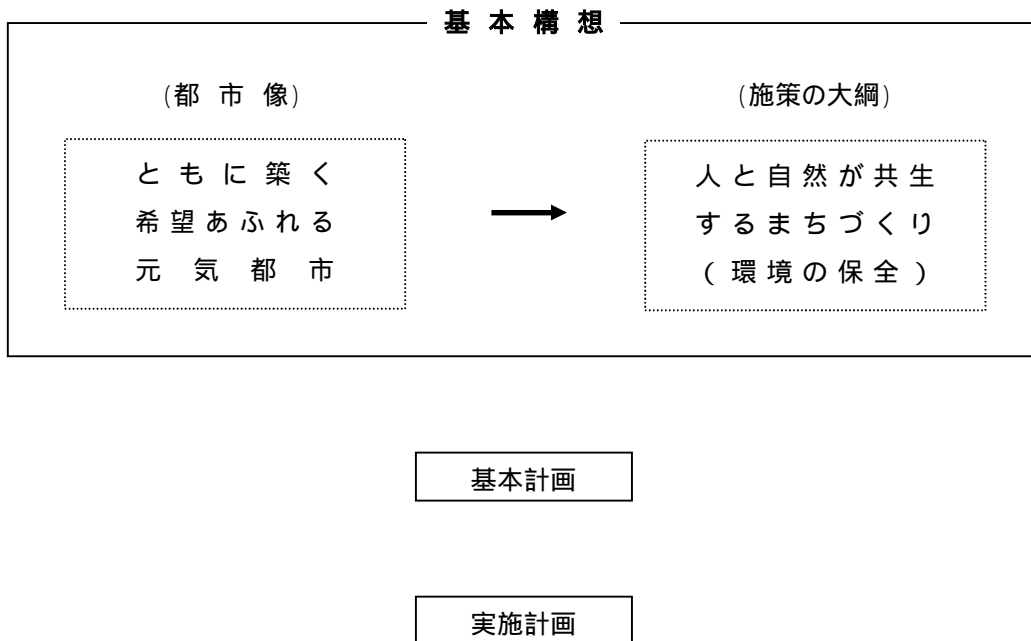 基本構想
(都市像)
(施策の大綱)
ともに築く
希望あふれる
元気都市
人と自然が共生
するまちづくり
(環境の保全)
基本計画
実施計画